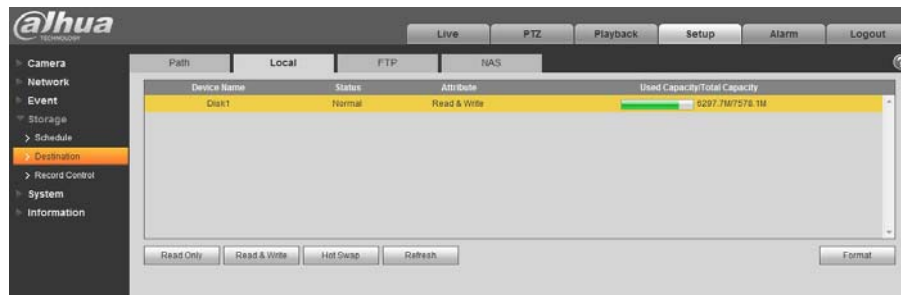 alhua
TECHNOLOGY
Live PTZ Playback Setup Alarm Logout
Camera
Network
Event
Storage
Schedule
Destination
Record Control
System
Information
Path Local FTP NAS
Device Name Status Attribute Used Capacity/Total Capacity
Disk1 Normal Read & Write 6297.7M/7578.1M
Read Only Read & Write Hot Swap Refresh Format